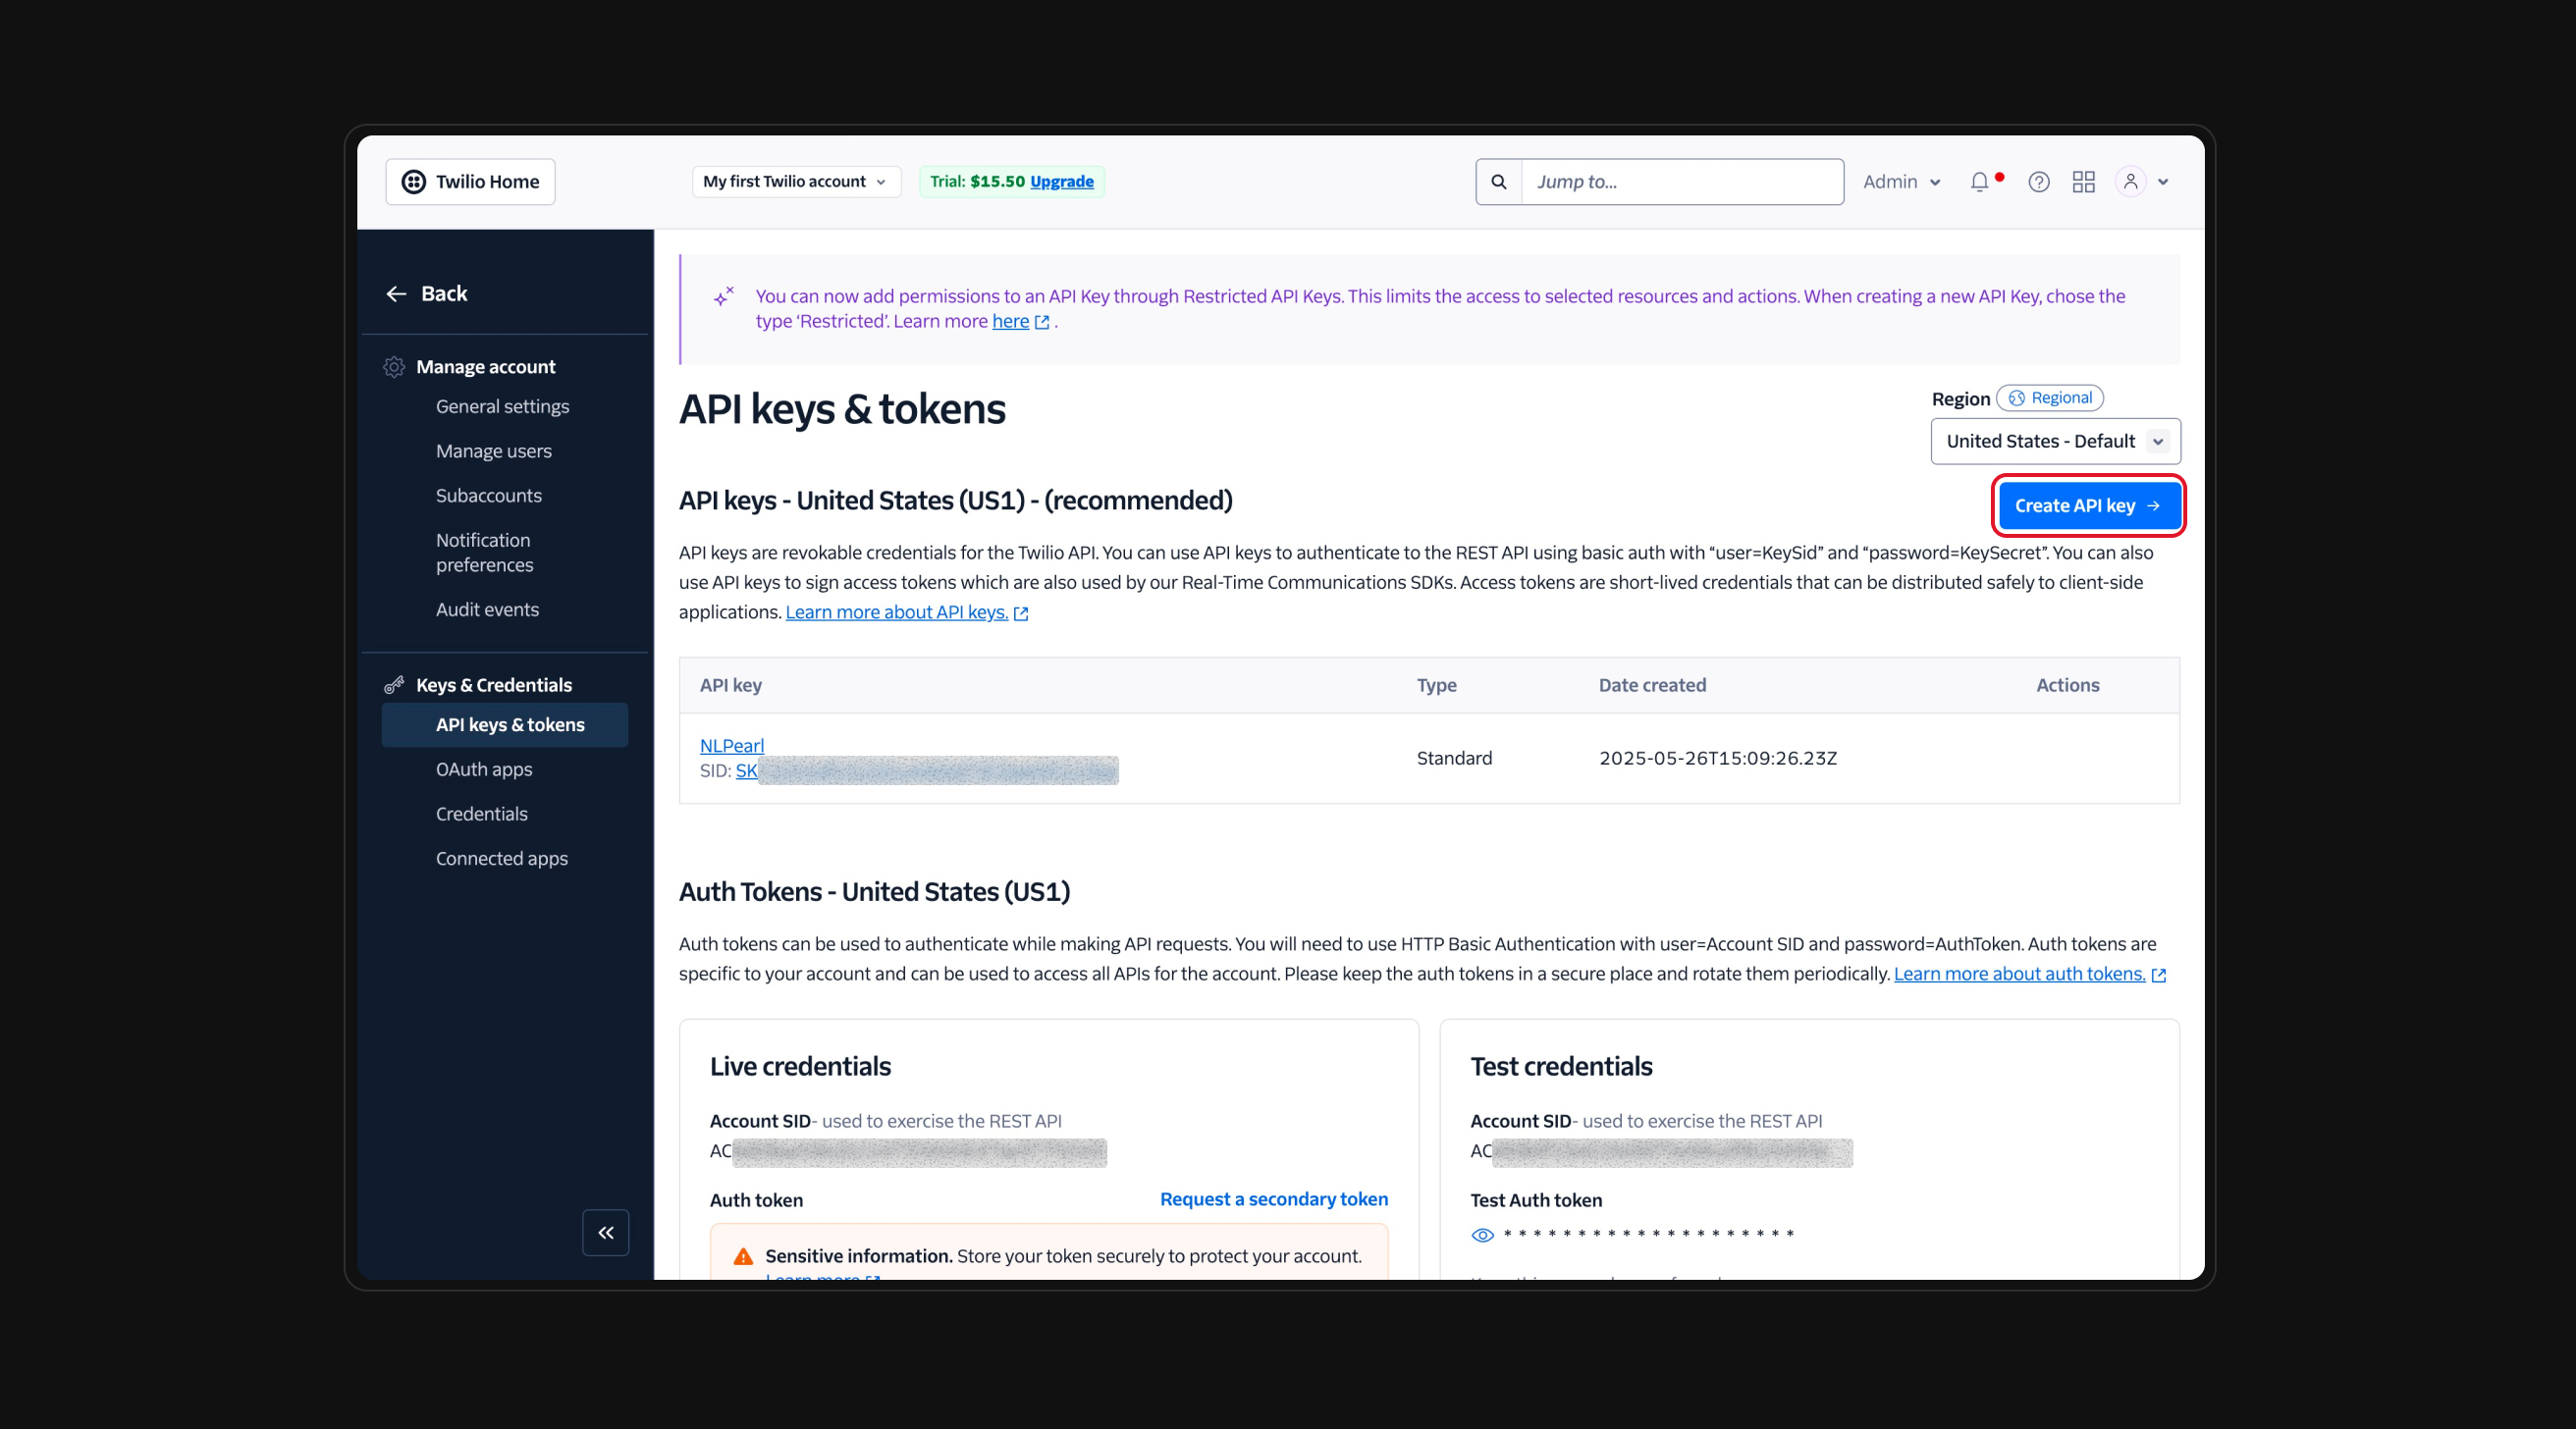 Twilio Home
My first Twilio account
Trial: $15.50 Upgrade
Jump to...
Admin
Back
Manage account
General settings
Manage users
Subaccounts
Notification
preferences
Audit events
Keys & Credentials
API keys & tokens
OAuth apps
Credentials
Connected apps
You can now add permissions to an API Key through Restricted API Keys. This limits the access to selected resources and actions. When creating a new API Key, chose the
type ‘Restricted’. Learn more here .
API keys & tokens
Region Regional
United States - Default
API keys - United States (US1) - (recommended)
Create API key
API keys are revokable credentials for the Twilio API. You can use API keys to authenticate to the REST API using basic auth with “user=KeySid” and “password=KeySecret”. You can also
use API keys to sign access tokens which are also used by our Real-Time Communications SDKs. Access tokens are short-lived credentials that can be distributed safely to client-side
applications. Learn more about API keys.
API key Type Date created Actions
NLPearl
SID: SK
Standard
2025-05-26T15:09:26.23Z
Auth Tokens - United States (US1)
Auth tokens can be used to authenticate while making API requests. You will need to use HTTP Basic Authentication with user=Account SID and password=AuthToken. Auth tokens are
specific to your account and can be used to access all APIs for the account. Please keep the auth tokens in a secure place and rotate them periodically. Learn more about auth tokens.
Live credentials
Account SID- used to exercise the REST API
AC
Auth token
Request a secondary token
Sensitive information. Store your token securely to protect your account.
Learn more
Test credentials
Account SID- used to exercise the REST API
AC
Test Auth token
* * * * * * * * * * * * * * * * * * * *